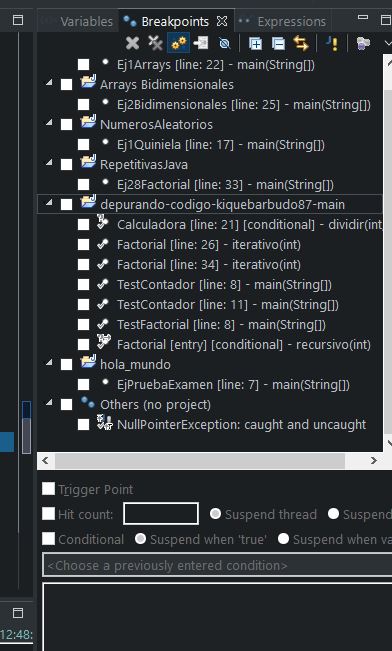 Variables
Breakpoints
Expressions
Ej1Arrays [line: 22] - main(String[])
Arrays Bidimensionales
Ej2Bidimensionales [line: 25] - main(String[])
NumerosAleatorios
Ej1Quiniela [line: 17] - main(String[])
RepetitivasJava
Ej28Factorial [line: 33] - main(String[])
depurando-codigo-kiquebarbudo87-main
Calculadora [line: 21] [conditional] - dividir(int
Factorial [line: 26] - iterativo(int)
Factorial [line: 34] - iterativo(int)
TestContador [line: 8] - main(String[])
TestContador [line: 11] - main(String[])
TestFactorial [line: 8] - main(String[])
Factorial [entry] [conditional] - recursivo(int)
hola_mundo
EjPruebaExamen [line: 7] - main(String[])
Others (no project)
NullPointerException: caught and uncaught
Trigger Point
Hit count: Suspend thread Suspend
Conditional Suspend when 'true' Suspend when va
<Choose a previously entered condition>
12:48: